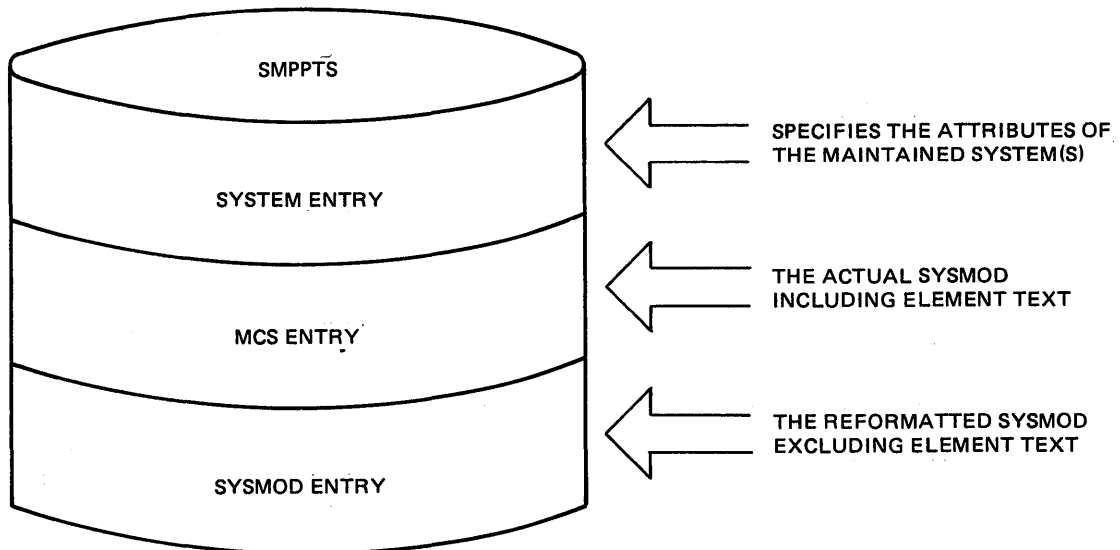 SMPPTS
SPECIFIES THE ATTRIBUTES OF
THE MAINTAINED SYSTEM(S)
SYSTEM ENTRY
THE ACTUAL SYSMOD
INCLUDING ELEMENT TEXT
MCS ENTRY
THE REFORMATTED SYSMOD
EXCLUDING ELEMENT TEXT
SYSMOD ENTRY